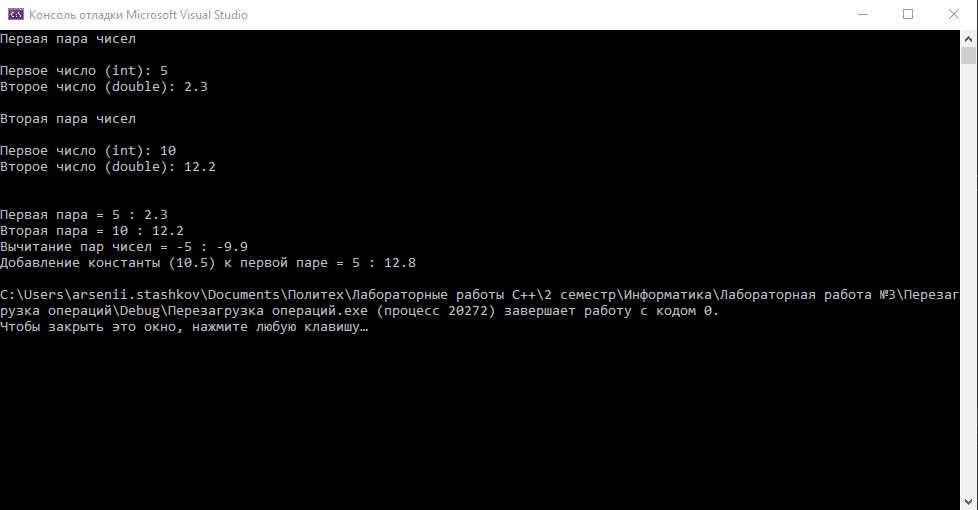 Консоль отладки Microsoft Visual Studio
Первая пара чисел
Первое число (int): 5
Второе число (double): 2.3
Вторая пара чисел
Первое число (int): 10
Второе число (double): 12.2
Первая пара = 5 : 2.3
Вторая пара = 10 : 12.2
Вычитание пар чисел = -5 : -9.9
Добавление константы (10.5) к первой паре = 5 : 12.8
C:\Users\arsenii.stashkov\Documents\Политех\Лабораторные работы C++\2 семестр\Информатика\Лабораторная работа №3\Перезаг
рузка операций\Debug\Перезагрузка операций.exe (процесс 20272) завершает работу с кодом 0.
Чтобы закрыть это окно, нажмите любую клавишу…